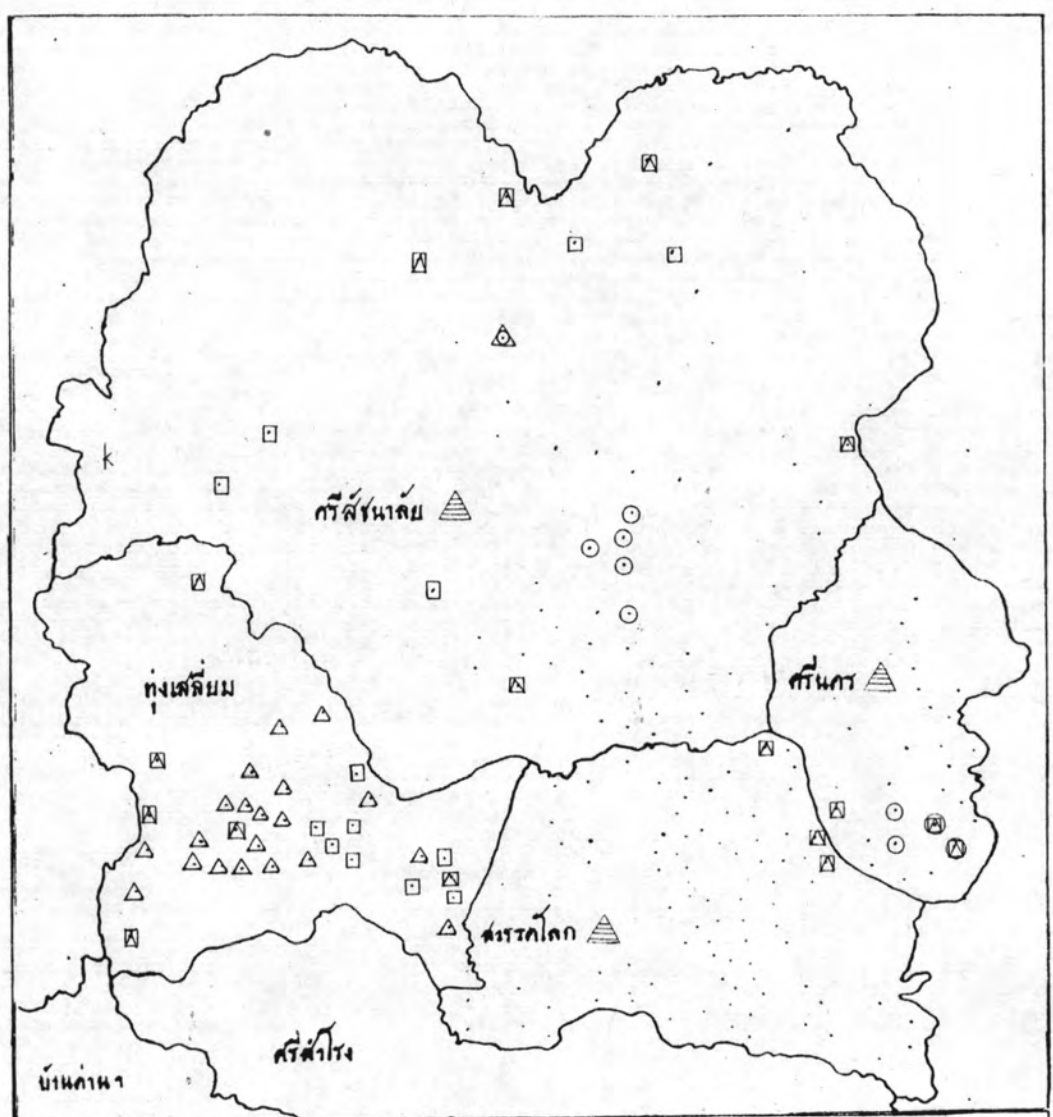 ศรีสัชนาลัย
ทุ่งเสลี่ยม
ศรีนคร
สวรรคโลก
ศรีสำโรง
บ้านด่านฯ